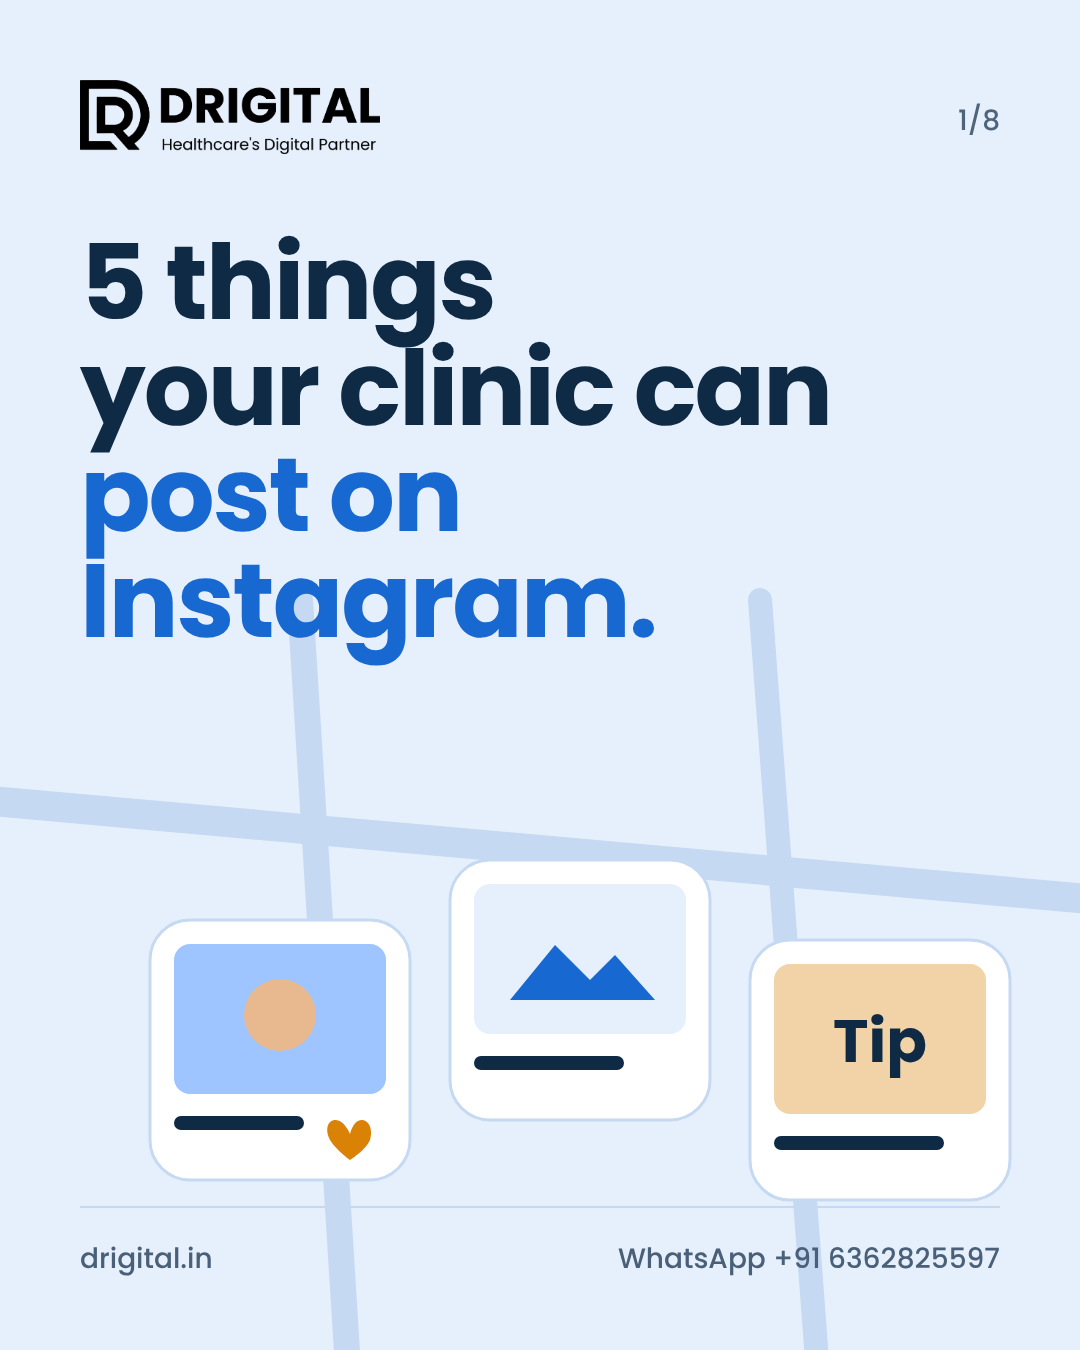 DRIGITAL
Healthcare's Digital Partner
1/8
5 things
your clinic can
post on
Instagram.
Tip
drigital.in
WhatsApp +91 6362825597